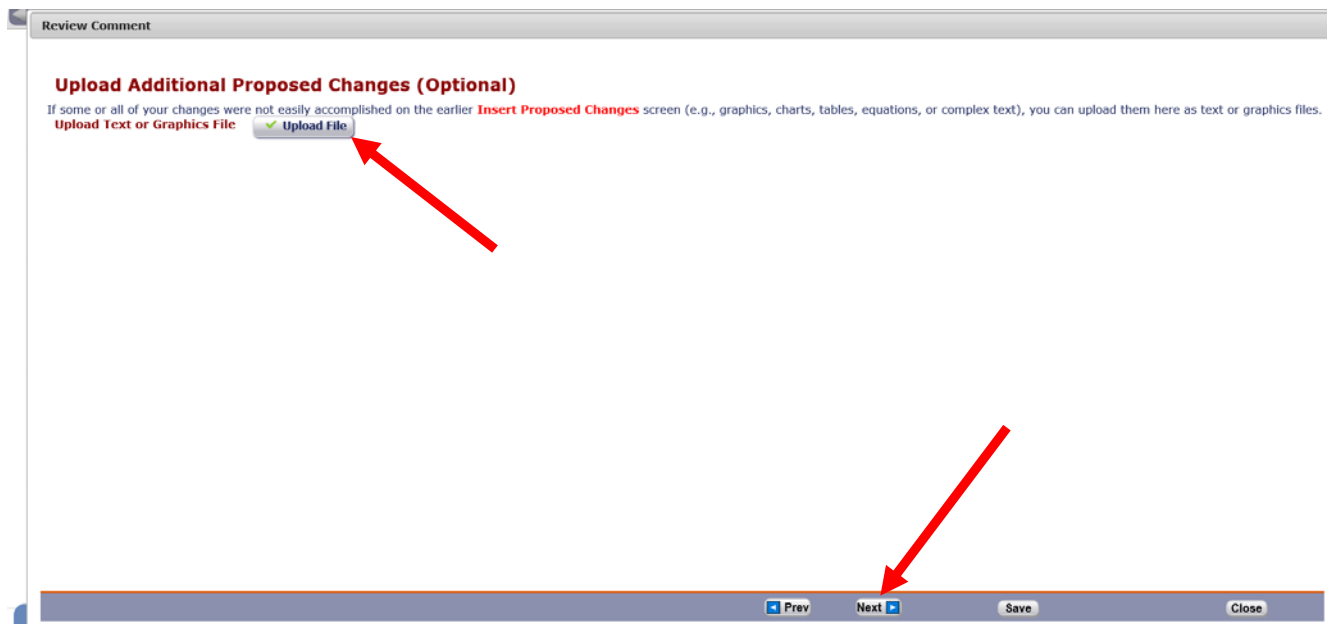 Review Comment
Upload Additional Proposed Changes (Optional)
If some or all of your changes were not easily accomplished on the earlier Insert Proposed Changes screen (e.g., graphics, charts, tables, equations, or complex text), you can upload them here as text or graphics files.
Upload Text or Graphics File Upload File
Prev Next Save Close